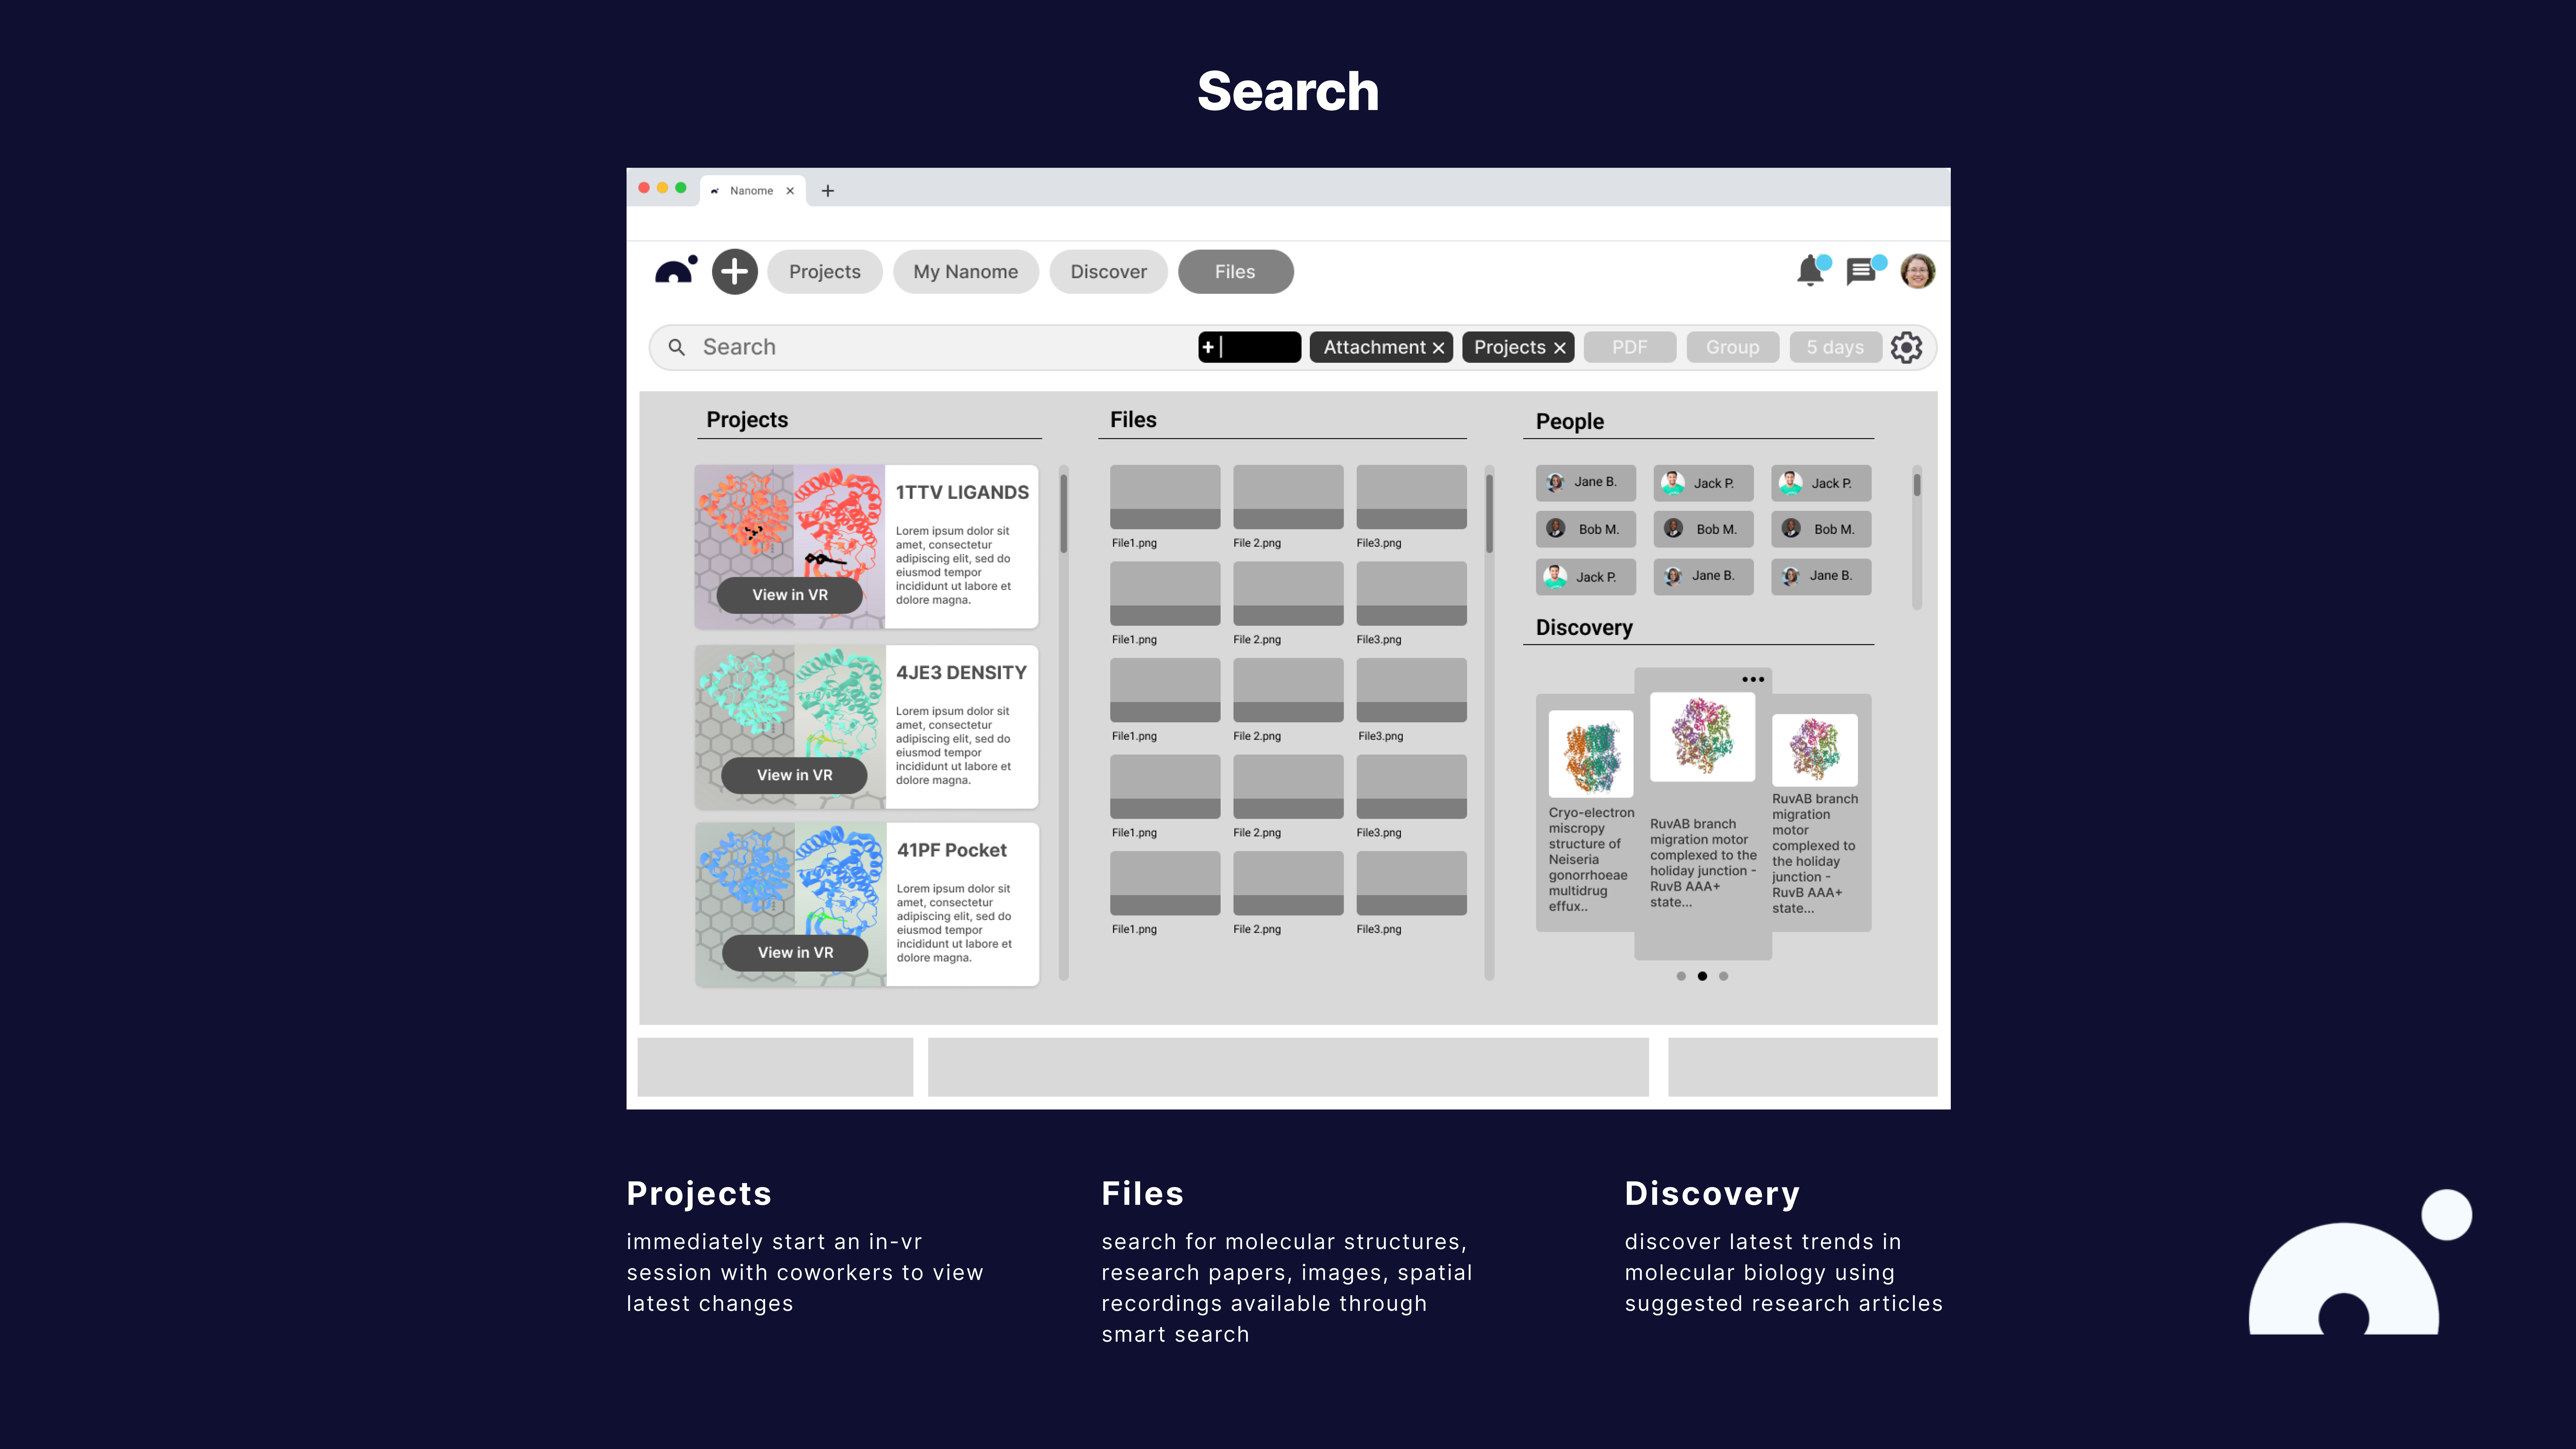 Search
Nanome
Projects
My Nanome
Discover
Files
Search
+ |
Attachment ×
Projects ×
PDF
Group
5 days
Projects
1TTV LIGANDS
Lorem ipsum dolor sit
amet, consectetur
adipiscing elit, sed do
eiusmod tempor
incididunt ut labore et
dolore magna.
View in VR
4JE3 DENSITY
Lorem ipsum dolor sit
amet, consectetur
adipiscing elit, sed do
eiusmod tempor
incididunt ut labore et
dolore magna.
View in VR
41PF Pocket
Lorem ipsum dolor sit
amet, consectetur
adipiscing elit, sed do
eiusmod tempor
incididunt ut labore et
dolore magna.
View in VR
Files
File1.png
File 2.png
File3.png
File1.png
File 2.png
File3.png
File1.png
File 2.png
File3.png
File1.png
File 2.png
File3.png
File1.png
File 2.png
File3.png
People
Jane B.
Jack P.
Jack P.
Bob M.
Bob M.
Bob M.
Jack P.
Jane B.
Jane B.
Discovery
Cryo-electron
miscropy
structure of
Neiseria
gonorrhoeae
multidrug
effux..
RuvAB branch
migration motor
complexed to the
holiday junction -
RuvB AAA+
state...
RuvAB branch
migration
motor
complexed to
the holiday
junction -
RuvB AAA+
state...
Projects
immediately start an in-vr
session with coworkers to view
latest changes
Files
search for molecular structures,
research papers, images, spatial
recordings available through
smart search
Discovery
discover latest trends in
molecular biology using
suggested research articles